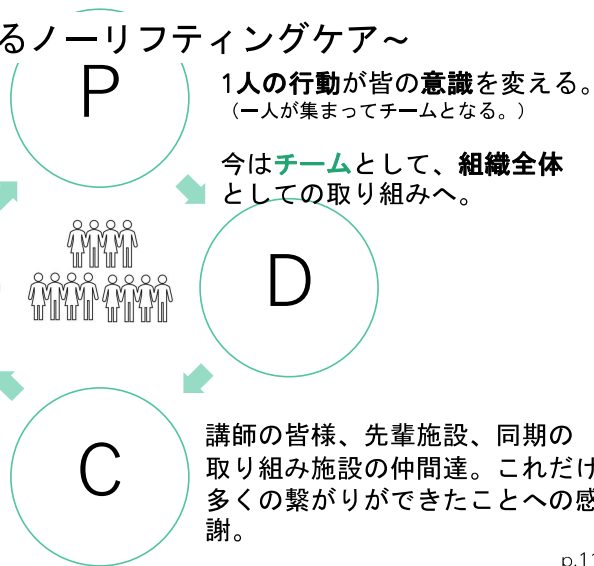 るノーリフティングケア～
P
1人の行動が皆の意識を変える。
（一人が集まってチームとなる。）
今はチームとして、組織全体
としての取り組みへ。
D
C
講師の皆様、先輩施設、同期の
取り組み施設の仲間達。これだけ
多くの繋がりができたことへの感
謝。
p.11